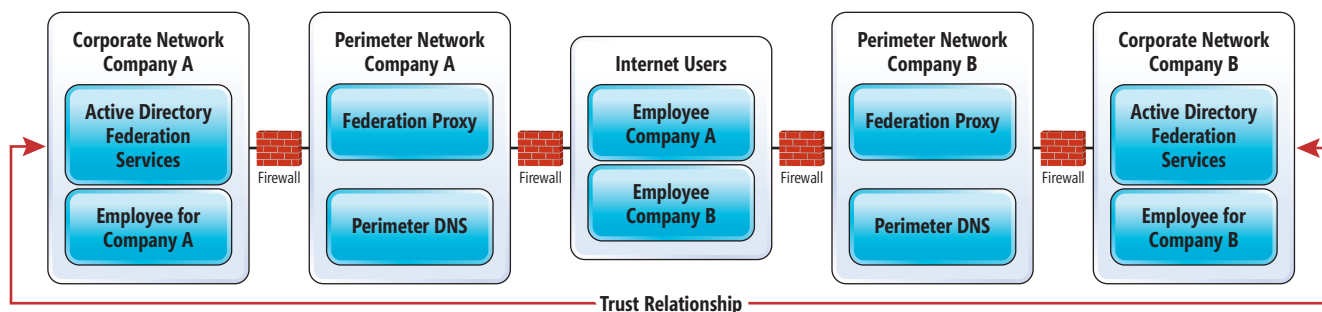 Corporate Network
Company A
Active Directory
Federation
Services
Employee for
Company A
Firewall
Perimeter Network
Company A
Federation Proxy
Perimeter DNS
Firewall
Internet Users
Employee
Company A
Employee
Company B
Firewall
Perimeter Network
Company B
Federation Proxy
Perimeter DNS
Firewall
Corporate Network
Company B
Active Directory
Federation
Services
Employee for
Company B
Trust Relationship